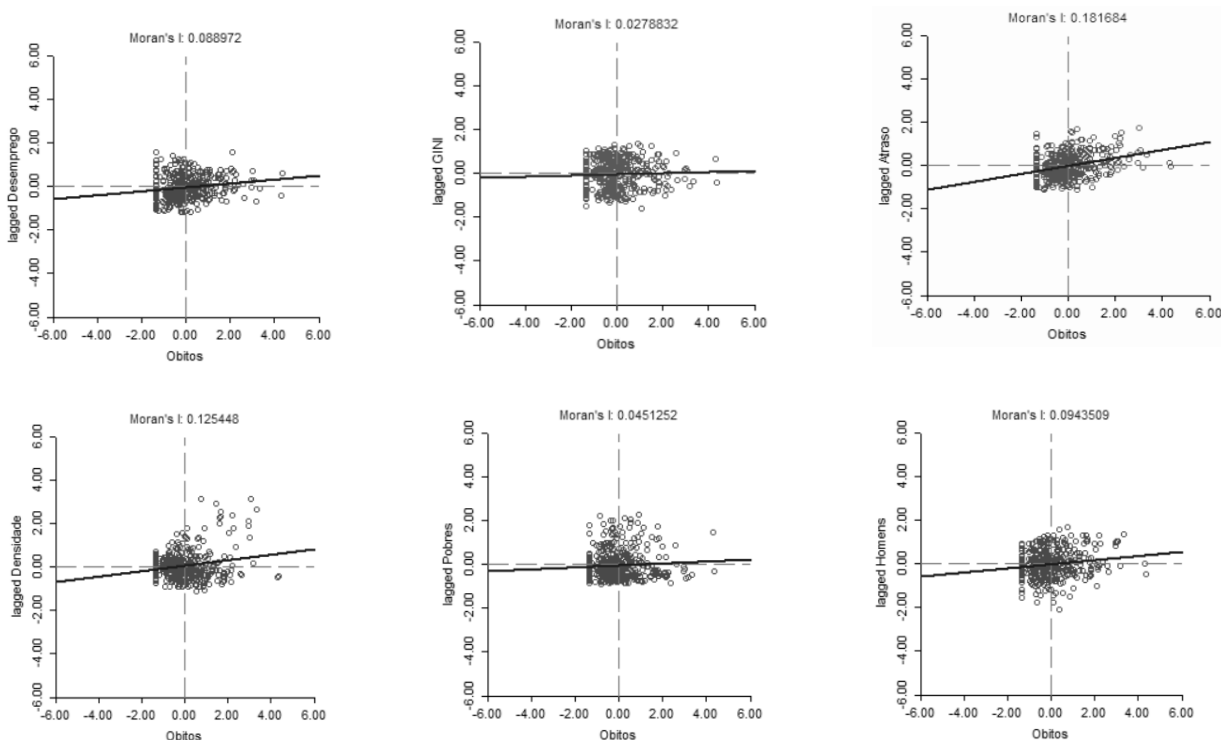 Moran's I: 0.088972
lagged Desemprego
6.00
4.00
2.00
0.00
-2.00
-4.00
-6.00
-6.00 -4.00 -2.00 0.00 2.00 4.00 6.00
Obitos
Moran's I: 0.0278832
lagged GINI
6.00
4.00
2.00
0.00
-2.00
-4.00
-6.00
-6.00 -4.00 -2.00 0.00 2.00 4.00 6.00
Obitos
Moran's I: 0.181684
lagged Atraso
6.00
4.00
2.00
0.00
-2.00
-4.00
-6.00
-6.00 -4.00 -2.00 0.00 2.00 4.00 6.00
Obitos
Moran's I: 0.125448
lagged Densidade
6.00
4.00
2.00
0.00
-2.00
-4.00
-6.00
-6.00 -4.00 -2.00 0.00 2.00 4.00 6.00
Obitos
Moran's I: 0.0451252
lagged Pobres
6.00
4.00
2.00
0.00
-2.00
-4.00
-6.00
-6.00 -4.00 -2.00 0.00 2.00 4.00 6.00
Obitos
Moran's I: 0.0943509
lagged Homens
6.00
4.00
2.00
0.00
-2.00
-4.00
-6.00
-6.00 -4.00 -2.00 0.00 2.00 4.00 6.00
Obitos